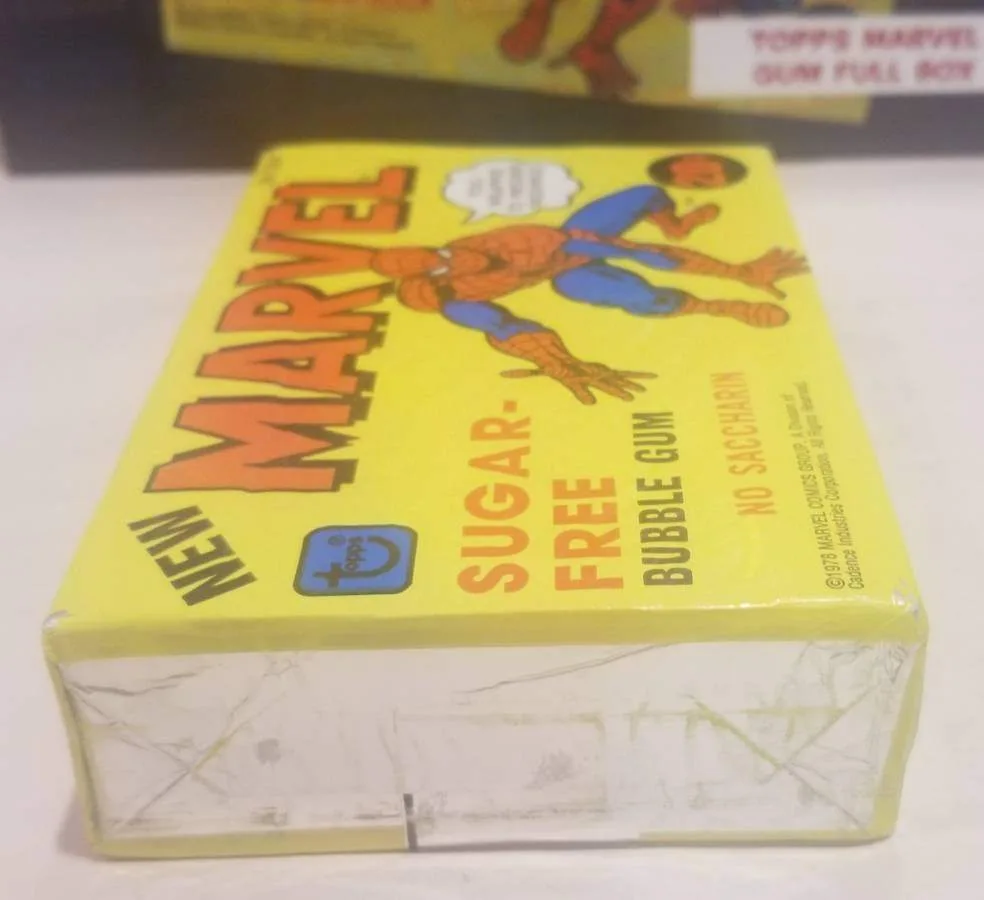 TOPPS MARVEL
GUM FULL BOX
NEW
MARVEL
topps®
SUGAR-
FREE
BUBBLE GUM
NO SACCHARIN
©1978 MARVEL COMICS GROUP, A Division of
Cadence Industries Corporation. All Rights Reserved.
20¢